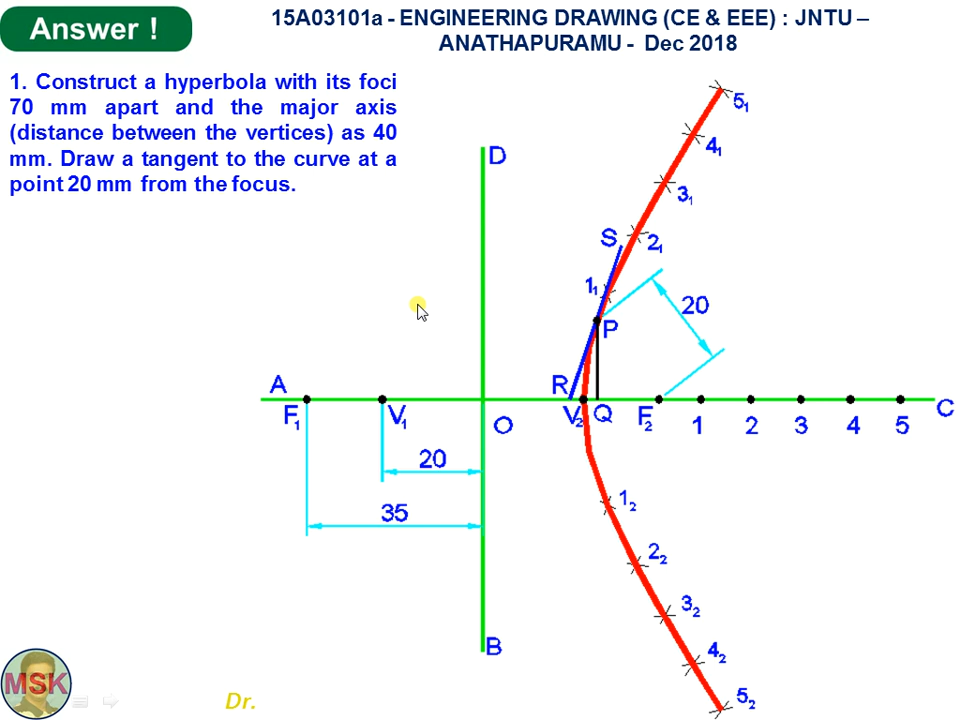 Answer !
15A03101a - ENGINEERING DRAWING (CE & EEE) : JNTU –
ANATHAPURAMU - Dec 2018
1. Construct a hyperbola with its foci
70 mm apart and the major axis
(distance between the vertices) as 40
mm. Draw a tangent to the curve at a
point 20 mm from the focus.
5₁
4₁
D
3₁
S
2₁
1₁
20
P
A
R
F₁
V₁
O
V₂
Q
F₂
1
2
3
4
5
C
20
35
1₂
2₂
3₂
B
4₂
5₂
MSK
Dr.